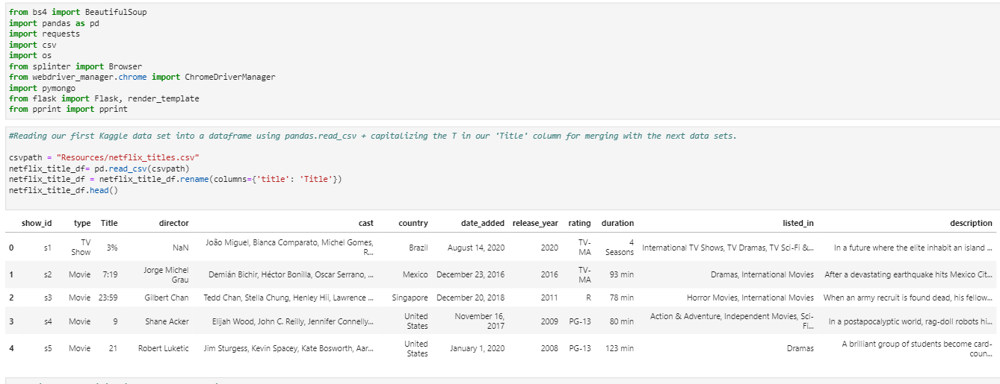 from bs4 import BeautifulSoup
import pandas as pd
import requests
import csv
import os
from splinter import Browser
from webdriver_manager.chrome import ChromeDriverManager
import pymongo
from flask import Flask, render_template
from pprint import pprint
#Reading our first Kaggle data set into a dataframe using pandas.read_csv + capitalizing the T in our 'Title' column for merging with the next data sets.
csvpath = "Resources/netflix_titles.csv"
netflix_title_df= pd.read_csv(csvpath)
netflix_title_df = netflix_title_df.rename(columns={'title': 'Title'})
netflix_title_df.head()
show_id type Title director cast country date_added release_year rating duration listed_in description
0 s1 TV Show 3% NaN João Miguel, Bianca Comparato, Michel Gomes, R... Brazil August 14, 2020 2020 TV-MA 4 Seasons International TV Shows, TV Dramas, TV Sci-Fi &... In a future where the elite inhabit an island ...
1 s2 Movie 7:19 Jorge Michel Grau Demián Bichir, Héctor Bonilla, Oscar Serrano, ... Mexico December 23, 2016 2016 TV-MA 93 min Dramas, International Movies After a devastating earthquake hits Mexico Cit...
2 s3 Movie 23:59 Gilbert Chan Tedd Chan, Stella Chung, Henley Hii, Lawrence ... Singapore December 20, 2018 2011 R 78 min Horror Movies, International Movies When an army recruit is found dead, his fellow...
3 s4 Movie 9 Shane Acker Elijah Wood, John C. Reilly, Jennifer Connelly... United States November 16, 2017 2009 PG-13 80 min Action & Adventure, Independent Movies, Sci-Fi... In a postapocalyptic world, rag-doll robots hi...
4 s5 Movie 21 Robert Luketic Jim Sturgess, Kevin Spacey, Kate Bosworth, Aar... United States January 1, 2020 2008 PG-13 123 min Dramas A brilliant group of students become card-coun...